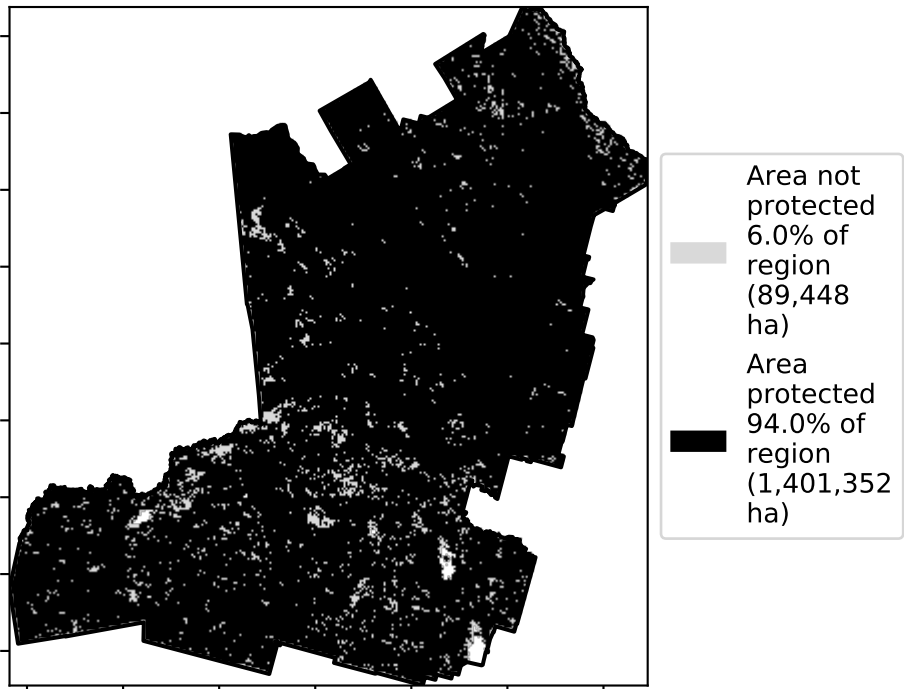 Area not
protected
6.0% of
region
(89,448
ha)
Area
protected
94.0% of
region
(1,401,352
ha)